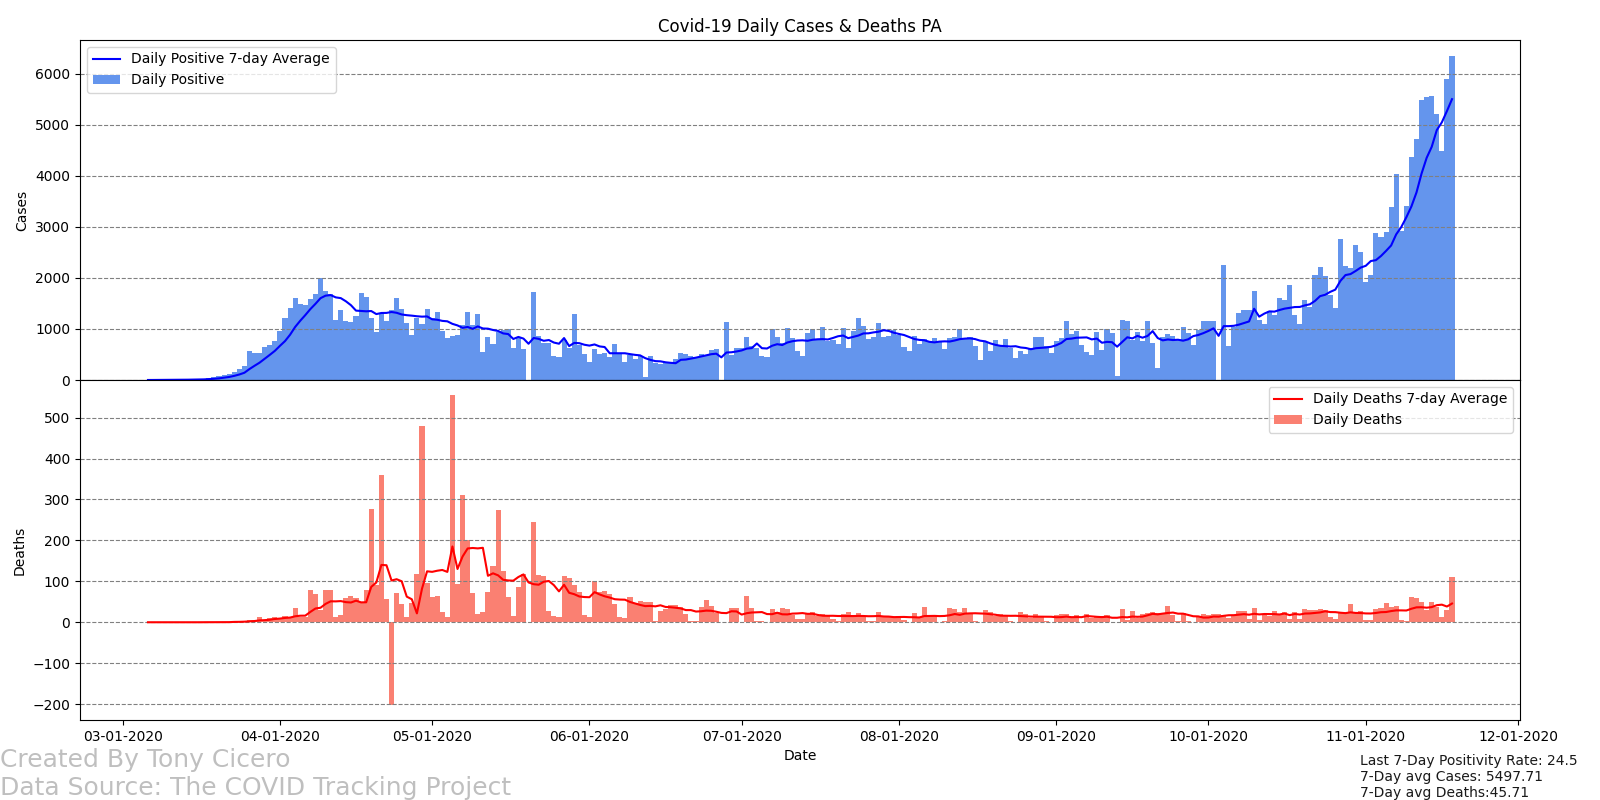 Covid-19 Daily Cases & Deaths PA
Daily Positive 7-day Average
Daily Positive
6000
5000
4000
3000
2000
1000
0
Cases
Daily Deaths 7-day Average
Daily Deaths
500
400
300
200
100
0
−100
−200
Deaths
03-01-2020 04-01-2020 05-01-2020 06-01-2020 07-01-2020 08-01-2020 09-01-2020 10-01-2020 11-01-2020 12-01-2020
Date
Created By Tony Cicero
Data Source: The COVID Tracking Project
Last 7-Day Positivity Rate: 24.5
7-Day avg Cases: 5497.71
7-Day avg Deaths:45.71